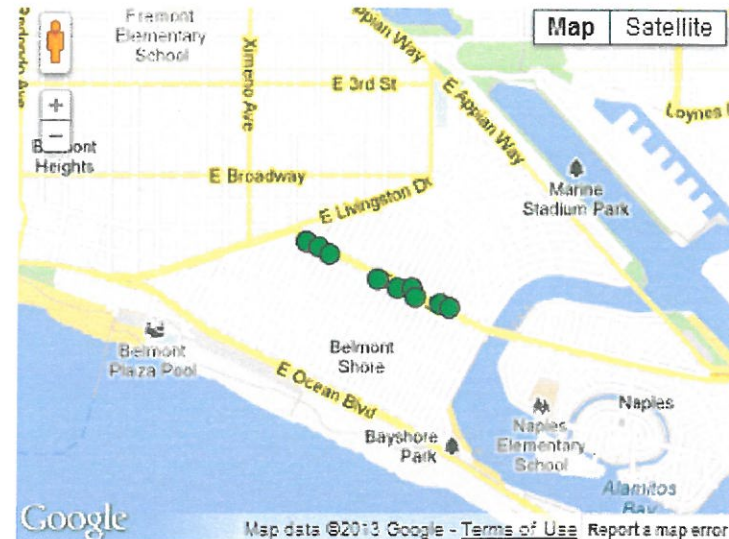 Fremont
Elementary
School
Ximeno Ave
Appian Way
Map Satellite
E 3rd St
E Appian Way
Loynes
Heights
E Broadway
E Livingston Dr
Marine
Stadium Park
Belmont
Plaza Pool
Belmont
Shore
E Ocean Blvd
Bayshore
Park
Naples
Elementary
School
Naples
Alamitos
Bay
Google
Map data ©2013 Google - Terms of Use Report a map error